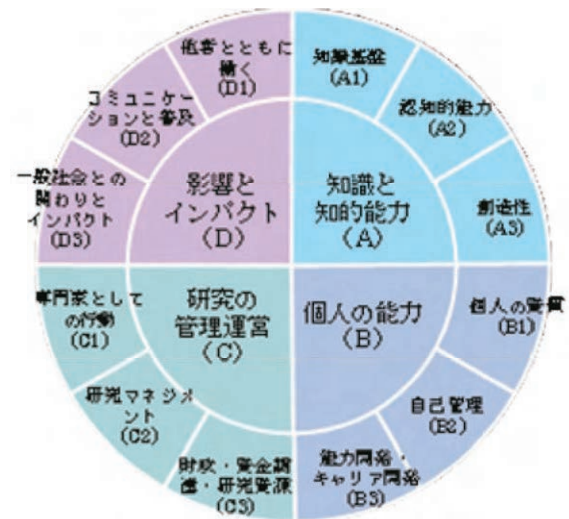 知識基盤
(A1)
認知的能力
(A2)
創造性
(A3)
知識と
知的能力
(A)
個人の資質
(B1)
自己管理
(B2)
能力開発・
キャリア開発
(B3)
個人の能力
(B)
専門家として
の行動
(C1)
研究マネジメ
ント
(C2)
財政・資金調
達・研究資源
(C3)
研究の
管理運営
(C)
他者とともに
働く
(D1)
コミュニケー
ションと普及
(D2)
一般社会との
関わりと
インパクト
(D3)
影響と
インパクト
(D)